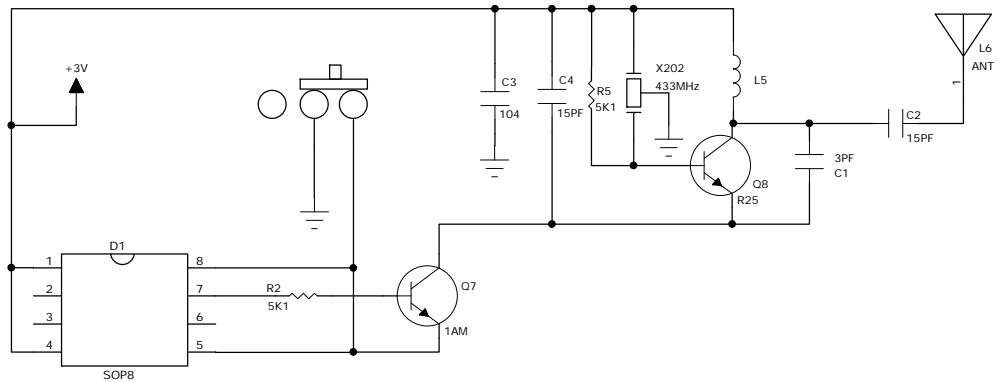 +3V
C3
104
C4
15PF
R5
5K1
X202
433MHz
L5
L6
ANT
1
C2
15PF
3PF
C1
Q8
R25
D1
1
2
3
4
8
7
6
5
SOP8
R2
5K1
Q7
1AM